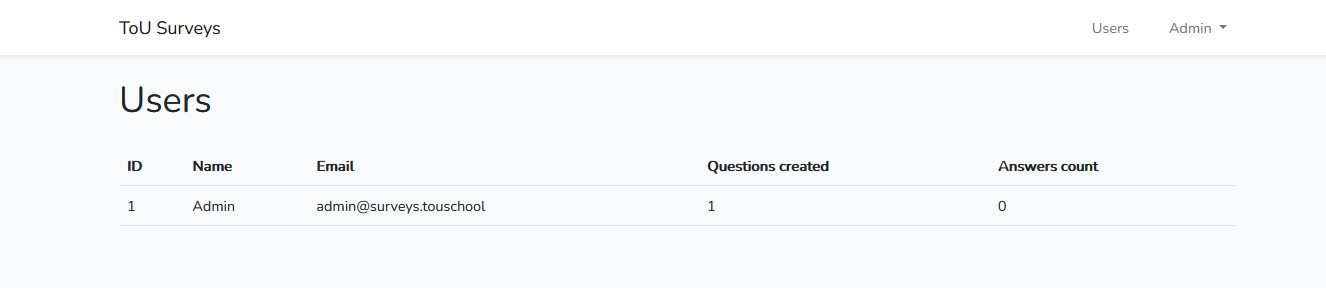 ToU Surveys Users Admin
Users
ID Name Email Questions created Answers count
1 Admin admin@surveys.touschool 1 0